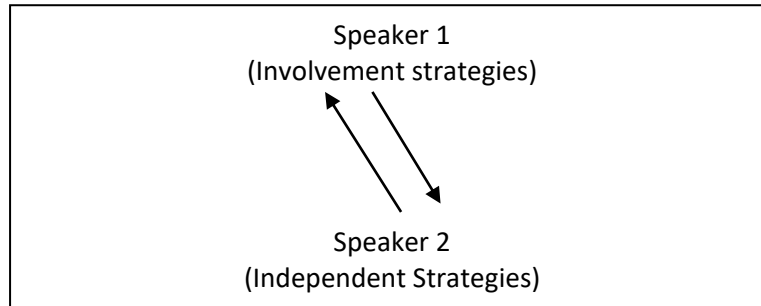 Speaker 1
(Involvement strategies)
Speaker 2
(Independent Strategies)